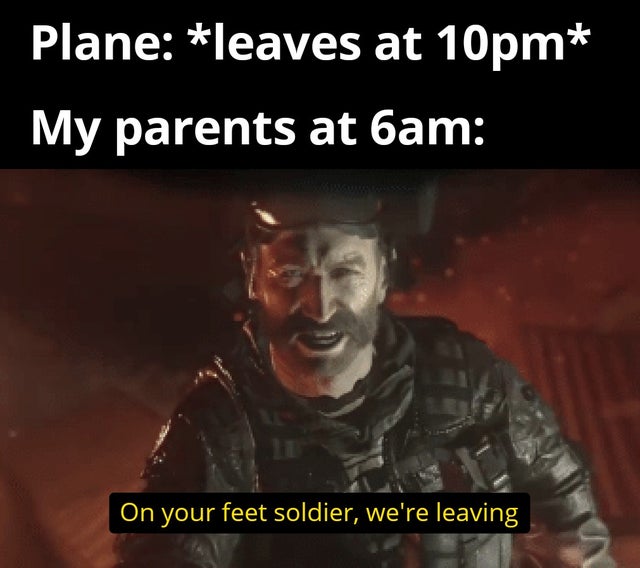 Plane: *leaves at 10pm*
My parents at 6am:
On your feet soldier, we're leaving